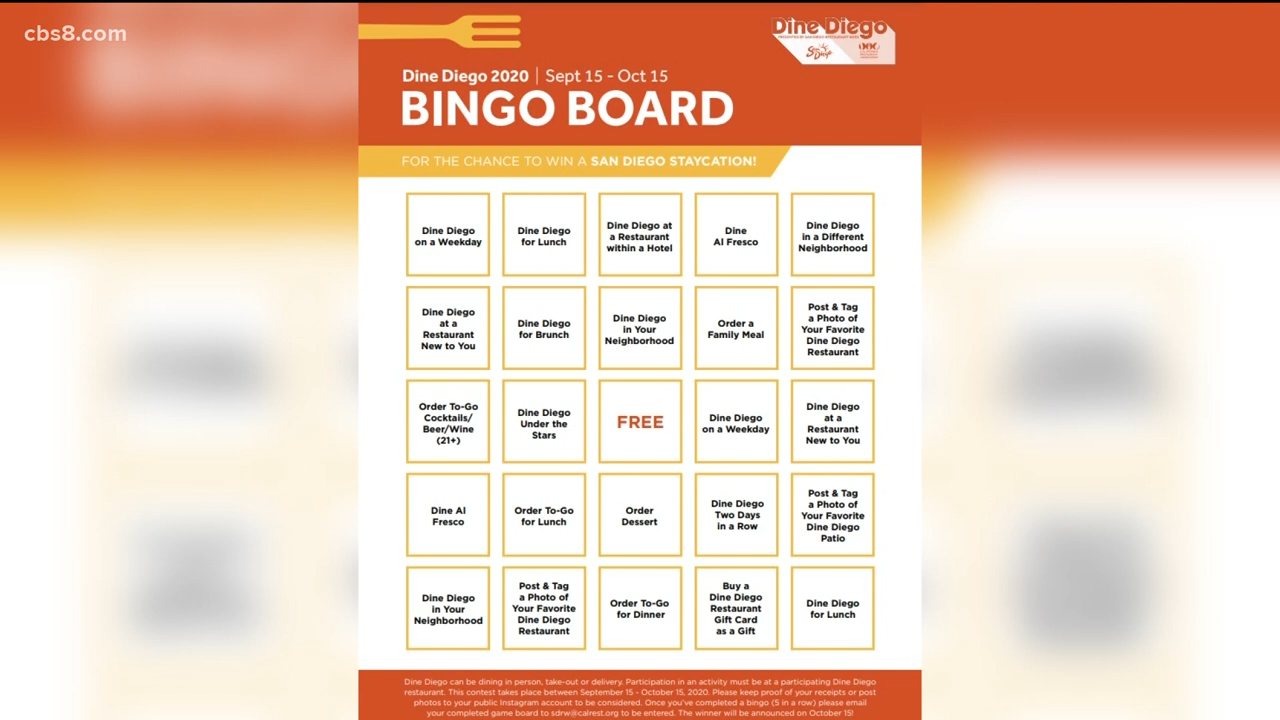 cbs8.com
Dine Diego
PRESENTED BY SAN DIEGO RESTAURANT WEEK
San Diego
Dine Diego 2020 | Sept 15 - Oct 15
BINGO BOARD
FOR THE CHANCE TO WIN A SAN DIEGO STAYCATION!
Dine Diego
on a Weekday
Dine Diego
for Lunch
Dine Diego at
a Restaurant
within a Hotel
Dine
Al Fresco
Dine Diego
in a Different
Neighborhood
Dine Diego
at a
Restaurant
New to You
Dine Diego
for Brunch
Dine Diego
in Your
Neighborhood
Order a
Family Meal
Post & Tag
a Photo of
Your Favorite
Dine Diego
Restaurant
Order To-Go
Cocktails/
Beer/Wine
(21+)
Dine Diego
Under the
Stars
FREE
Dine Diego
on a Weekday
Dine Diego
at a
Restaurant
New to You
Dine Al
Fresco
Order To-Go
for Lunch
Order
Dessert
Dine Diego
Two Days
in a Row
Post & Tag
a Photo of
Your Favorite
Dine Diego
Patio
Dine Diego
in Your
Neighborhood
Post & Tag
a Photo of
Your Favorite
Dine Diego
Restaurant
Order To-Go
for Dinner
Buy a
Dine Diego
Restaurant
Gift Card
as a Gift
Dine Diego
for Lunch
Dine Diego can be dining in person, take-out or delivery. Participation in an activity must be at a participating Dine Diego
restaurant. This contest takes place between September 15 - October 15, 2020. Please keep proof of your receipts or post
photos to your public Instagram account to be considered. Once you've completed a bingo (5 in a row) please email
your completed game board to sdrw@calrest.org to be entered. The winner will be announced on October 15!